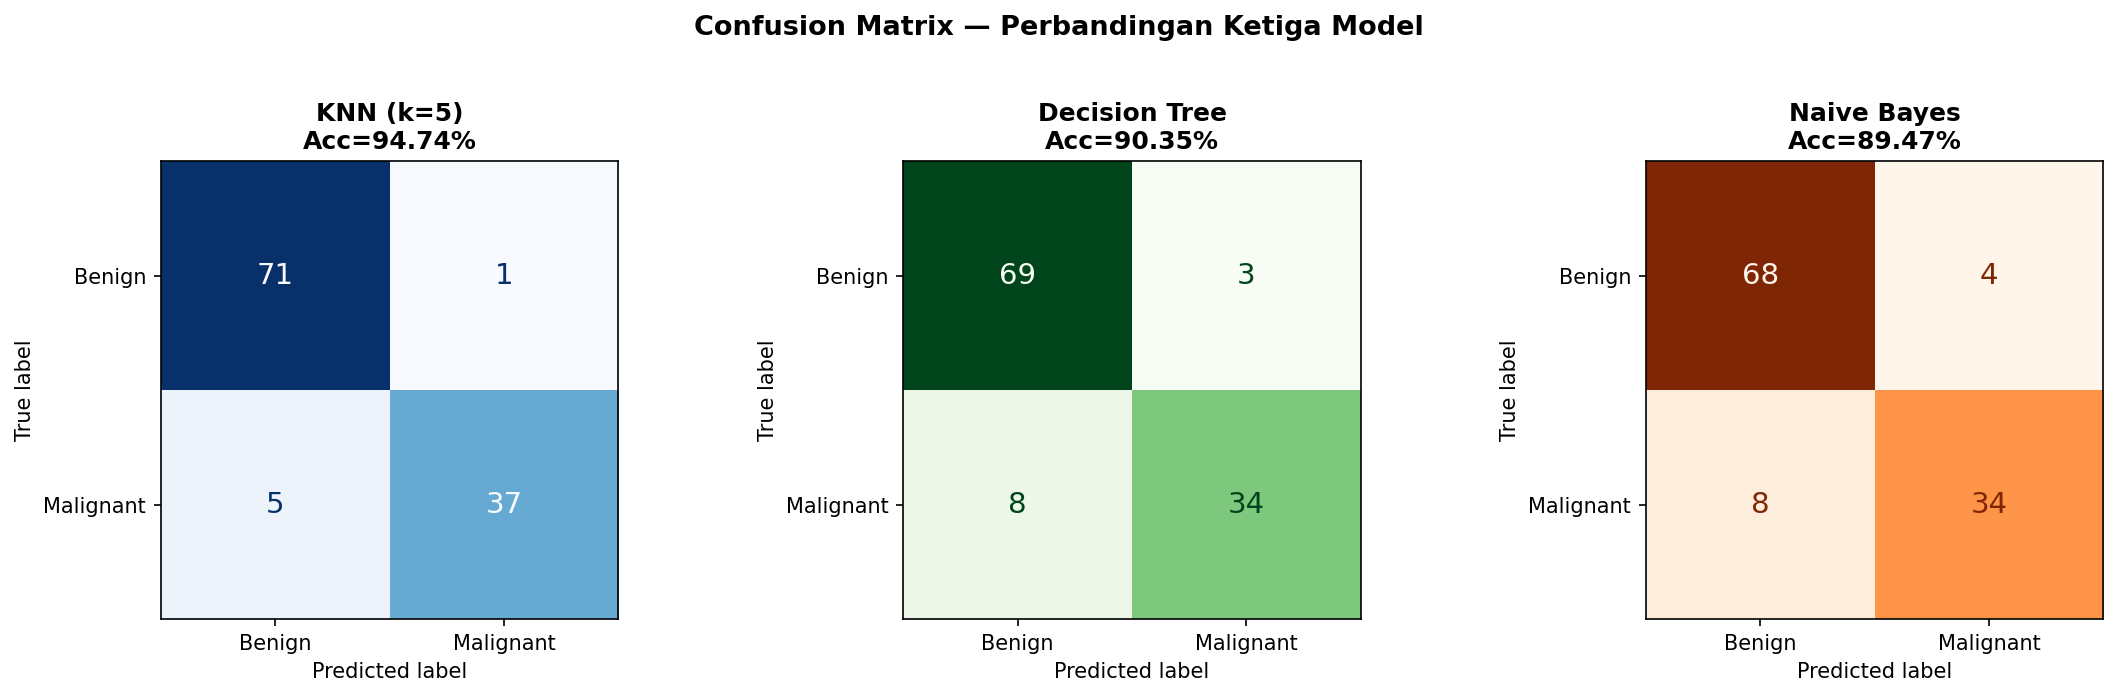 Confusion Matrix — Perbandingan Ketiga Model
KNN (k=5)
Acc=94.74%
True label
Benign
71
1
Malignant
5
37
Benign
Malignant
Predicted label
Decision Tree
Acc=90.35%
True label
Benign
69
3
Malignant
8
34
Benign
Malignant
Predicted label
Naive Bayes
Acc=89.47%
True label
Benign
68
4
Malignant
8
34
Benign
Malignant
Predicted label